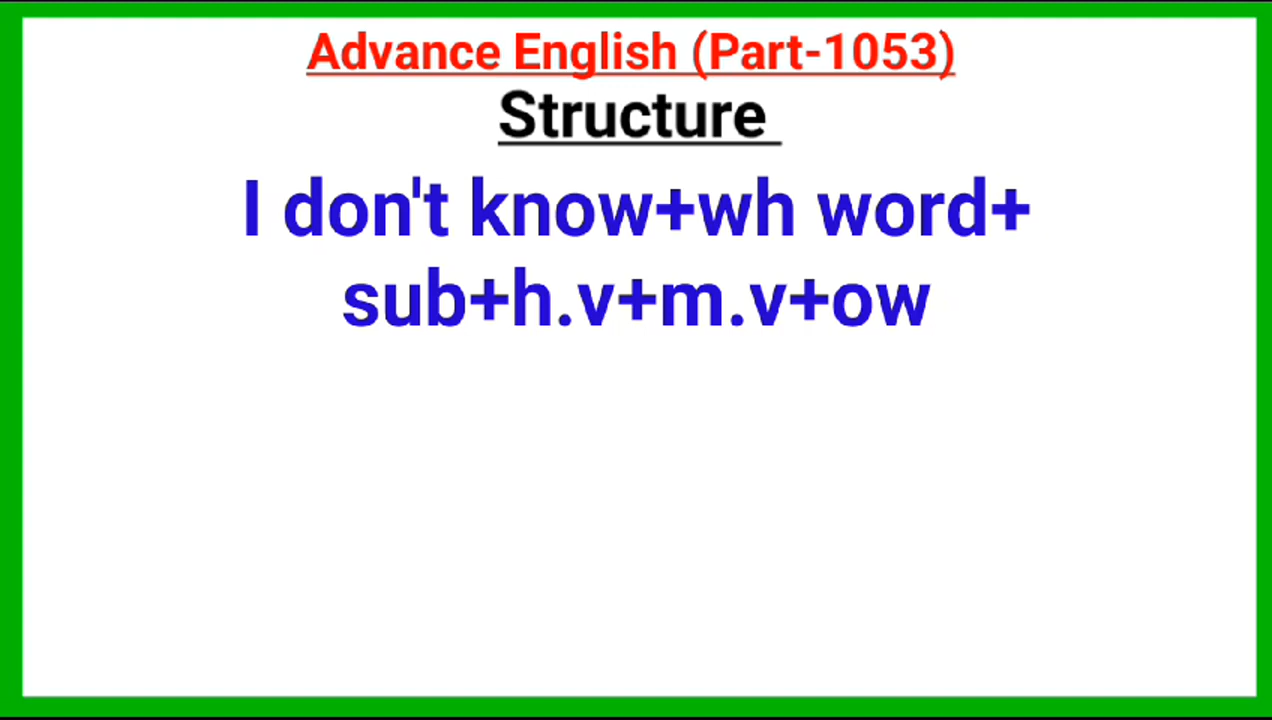 Advance English (Part-1053)
Structure
I don't know+wh word+
sub+h.v+m.v+ow